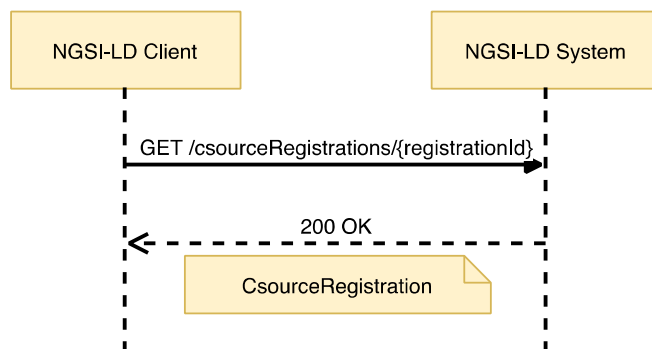 NGSI-LD Client
NGSI-LD System
GET /csourceRegistrations/{registrationId}
200 OK
CsourceRegistration